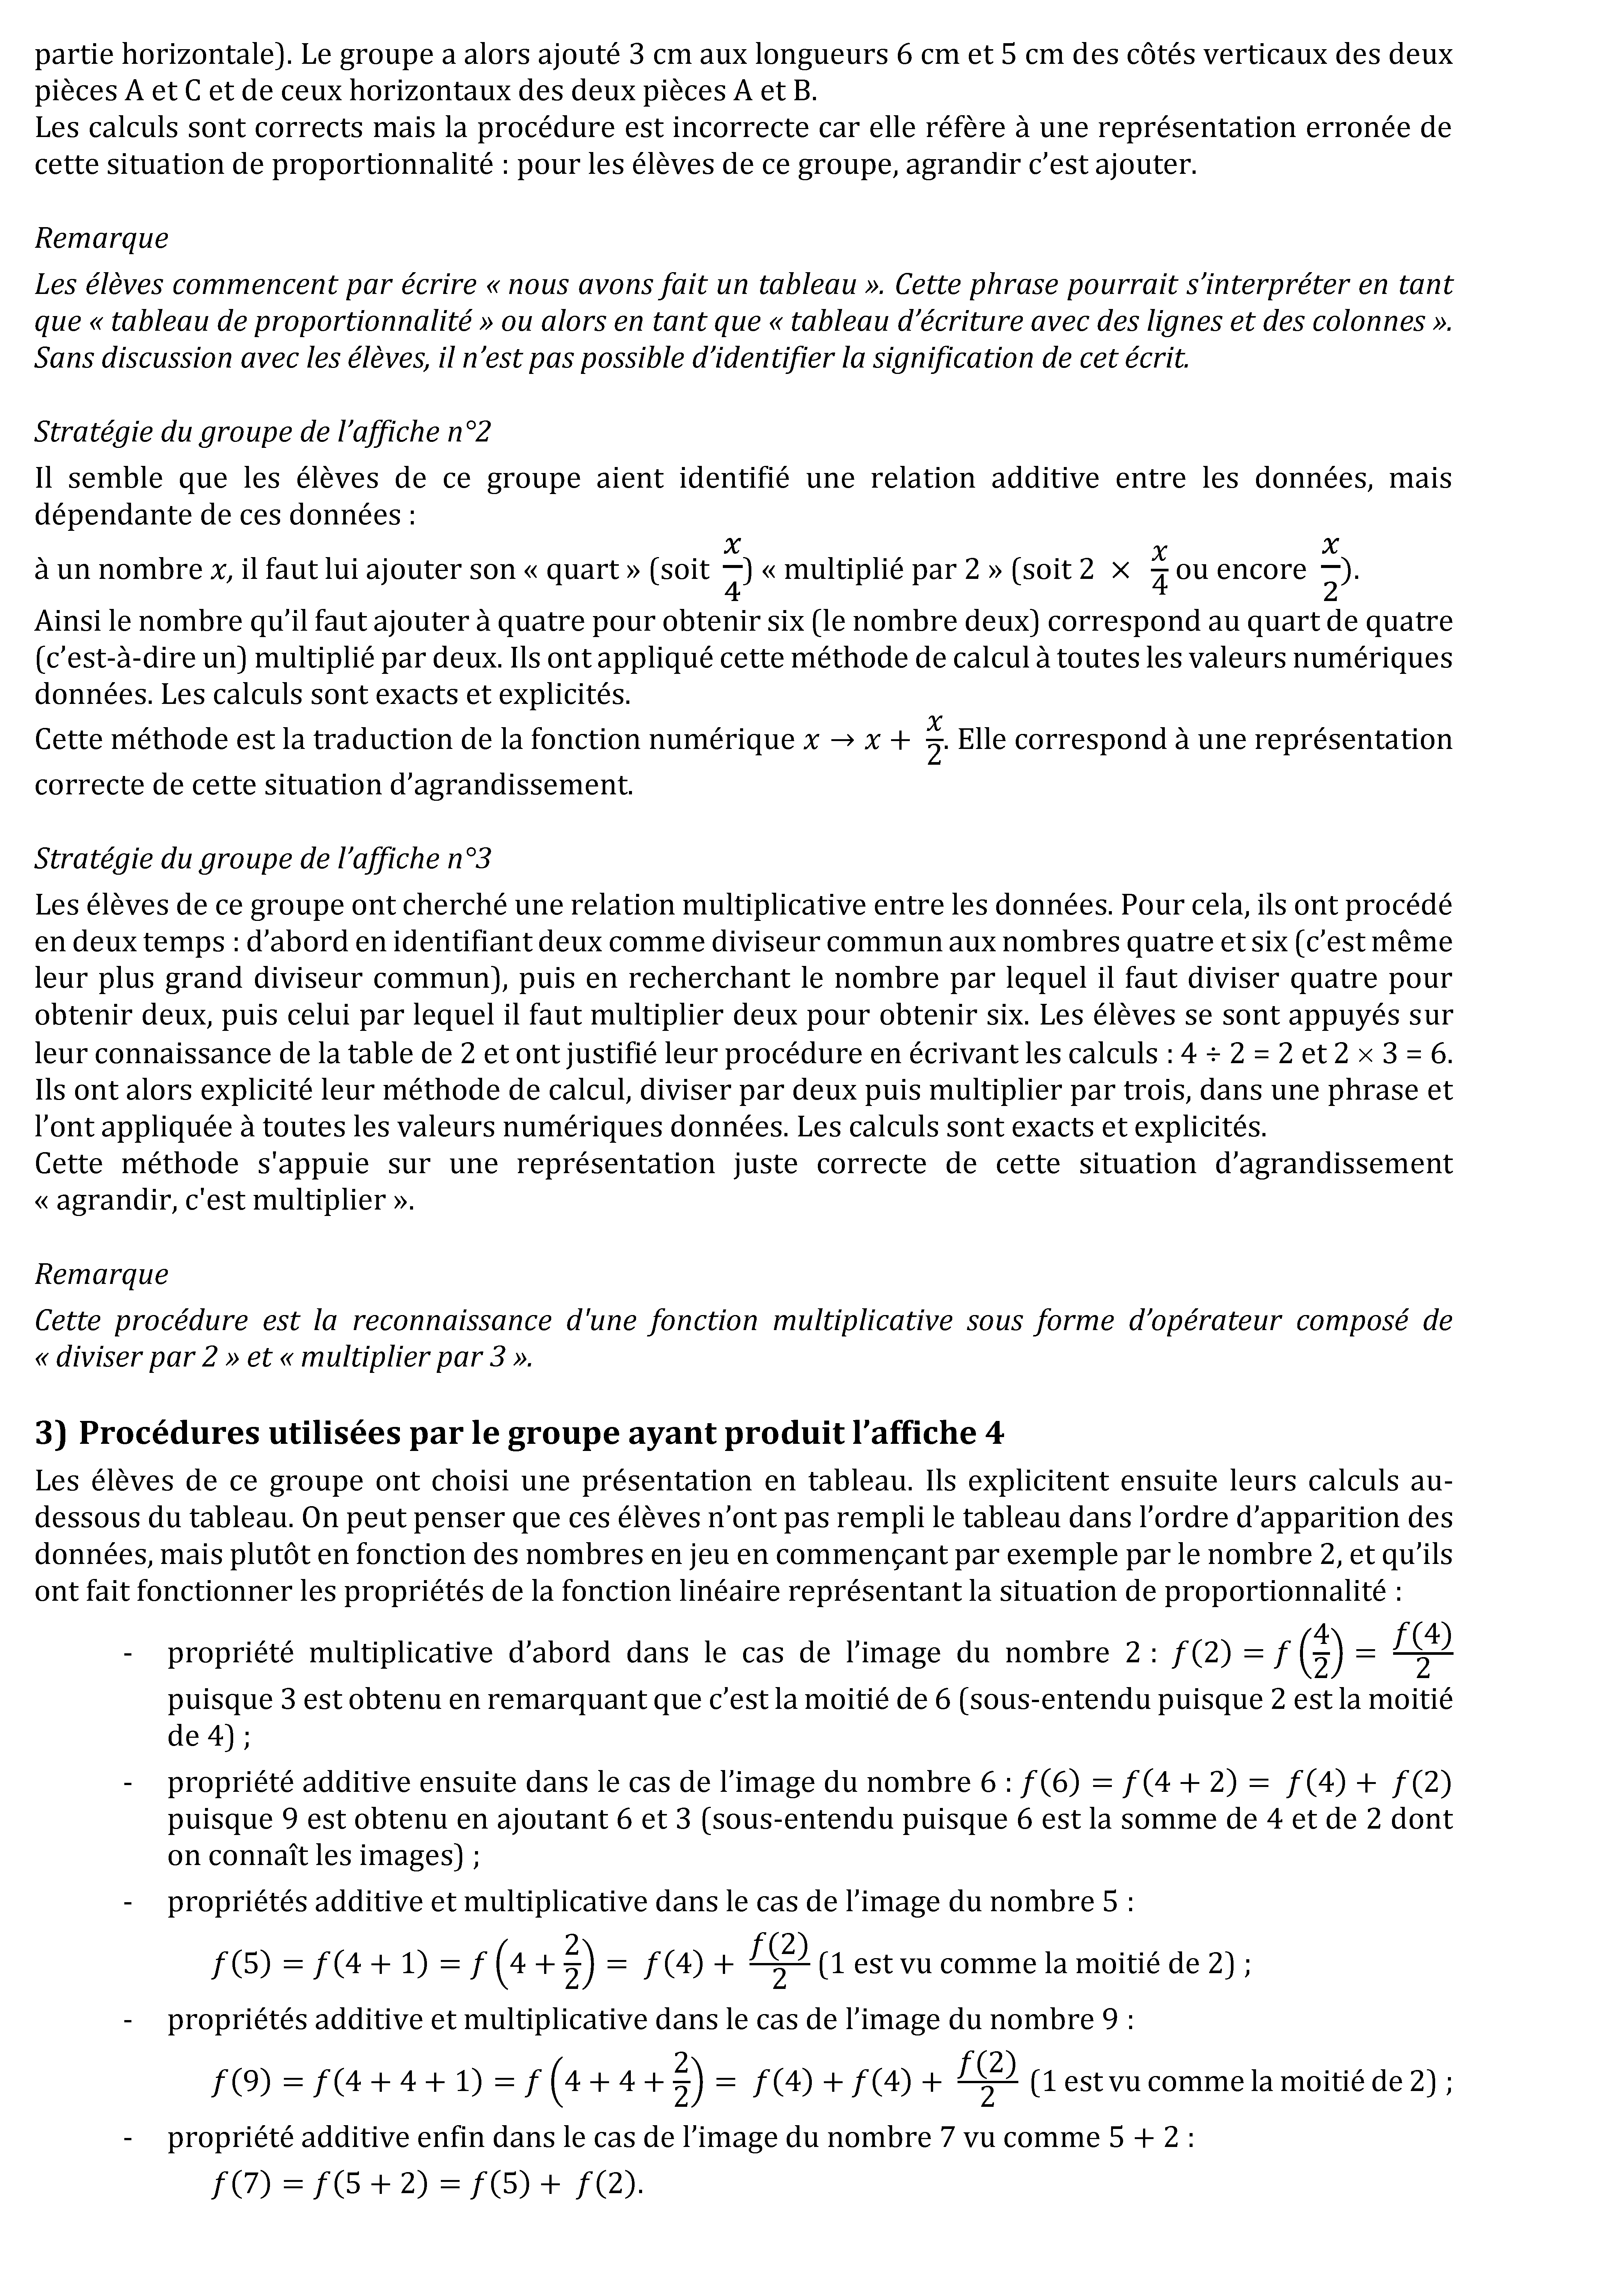 partie horizontale). Le groupe a alors ajouté 3 cm aux longueurs 6 cm et 5 cm des côtés verticaux des deux
pièces A et C et de ceux horizontaux des deux pièces A et B.
Les calculs sont corrects mais la procédure est incorrecte car elle réfère à une représentation erronée de
cette situation de proportionnalité : pour les élèves de ce groupe, agrandir c’est ajouter.
Remarque
Les élèves commencent par écrire « nous avons fait un tableau ». Cette phrase pourrait s’interpréter en tant
que « tableau de proportionnalité » ou alors en tant que « tableau d’écriture avec des lignes et des colonnes ».
Sans discussion avec les élèves, il n’est pas possible d’identifier la signification de cet écrit.
Stratégie du groupe de l’affiche n°2
Il semble que les élèves de ce groupe aient identifié une relation additive entre les données, mais
dépendante de ces données :
à un nombre x, il faut lui ajouter son « quart » (soit x/4) « multiplié par 2 » (soit 2 × x/4 ou encore x/2).
Ainsi le nombre qu’il faut ajouter à quatre pour obtenir six (le nombre deux) correspond au quart de quatre
(c’est-à-dire un) multiplié par deux. Ils ont appliqué cette méthode de calcul à toutes les valeurs numériques
données. Les calculs sont exacts et explicités.
Cette méthode est la traduction de la fonction numérique x → x + x/2. Elle correspond à une représentation
correcte de cette situation d’agrandissement.
Stratégie du groupe de l’affiche n°3
Les élèves de ce groupe ont cherché une relation multiplicative entre les données. Pour cela, ils ont procédé
en deux temps : d’abord en identifiant deux comme diviseur commun aux nombres quatre et six (c’est même
leur plus grand diviseur commun), puis en recherchant le nombre par lequel il faut diviser quatre pour
obtenir deux, puis celui par lequel il faut multiplier deux pour obtenir six. Les élèves se sont appuyés sur
leur connaissance de la table de 2 et ont justifié leur procédure en écrivant les calculs : 4 ÷ 2 = 2 et 2 × 3 = 6.
Ils ont alors explicité leur méthode de calcul, diviser par deux puis multiplier par trois, dans une phrase et
l’ont appliquée à toutes les valeurs numériques données. Les calculs sont exacts et explicités.
Cette méthode s'appuie sur une représentation juste correcte de cette situation d’agrandissement
« agrandir, c'est multiplier ».
Remarque
Cette procédure est la reconnaissance d'une fonction multiplicative sous forme d’opérateur composé de
« diviser par 2 » et « multiplier par 3 ».
3) Procédures utilisées par le groupe ayant produit l’affiche 4
Les élèves de ce groupe ont choisi une présentation en tableau. Ils explicitent ensuite leurs calculs au-
dessous du tableau. On peut penser que ces élèves n’ont pas rempli le tableau dans l’ordre d’apparition des
données, mais plutôt en fonction des nombres en jeu en commençant par exemple par le nombre 2, et qu’ils
ont fait fonctionner les propriétés de la fonction linéaire représentant la situation de proportionnalité :
- propriété multiplicative d’abord dans le cas de l’image du nombre 2 : f(2) = f(4/2) = f(4)/2
puisque 3 est obtenu en remarquant que c’est la moitié de 6 (sous-entendu puisque 2 est la moitié
de 4) ;
- propriété additive ensuite dans le cas de l’image du nombre 6 : f(6) = f(4 + 2) = f(4) + f(2)
puisque 9 est obtenu en ajoutant 6 et 3 (sous-entendu puisque 6 est la somme de 4 et de 2 dont
on connaît les images) ;
- propriétés additive et multiplicative dans le cas de l’image du nombre 5 :
f(5) = f(4 + 1) = f(4 + 2/2) = f(4) + f(2)/2 (1 est vu comme la moitié de 2) ;
- propriétés additive et multiplicative dans le cas de l’image du nombre 9 :
f(9) = f(4 + 4 + 1) = f(4 + 4 + 2/2) = f(4) + f(4) + f(2)/2 (1 est vu comme la moitié de 2) ;
- propriété additive enfin dans le cas de l’image du nombre 7 vu comme 5 + 2 :
f(7) = f(5 + 2) = f(5) + f(2).